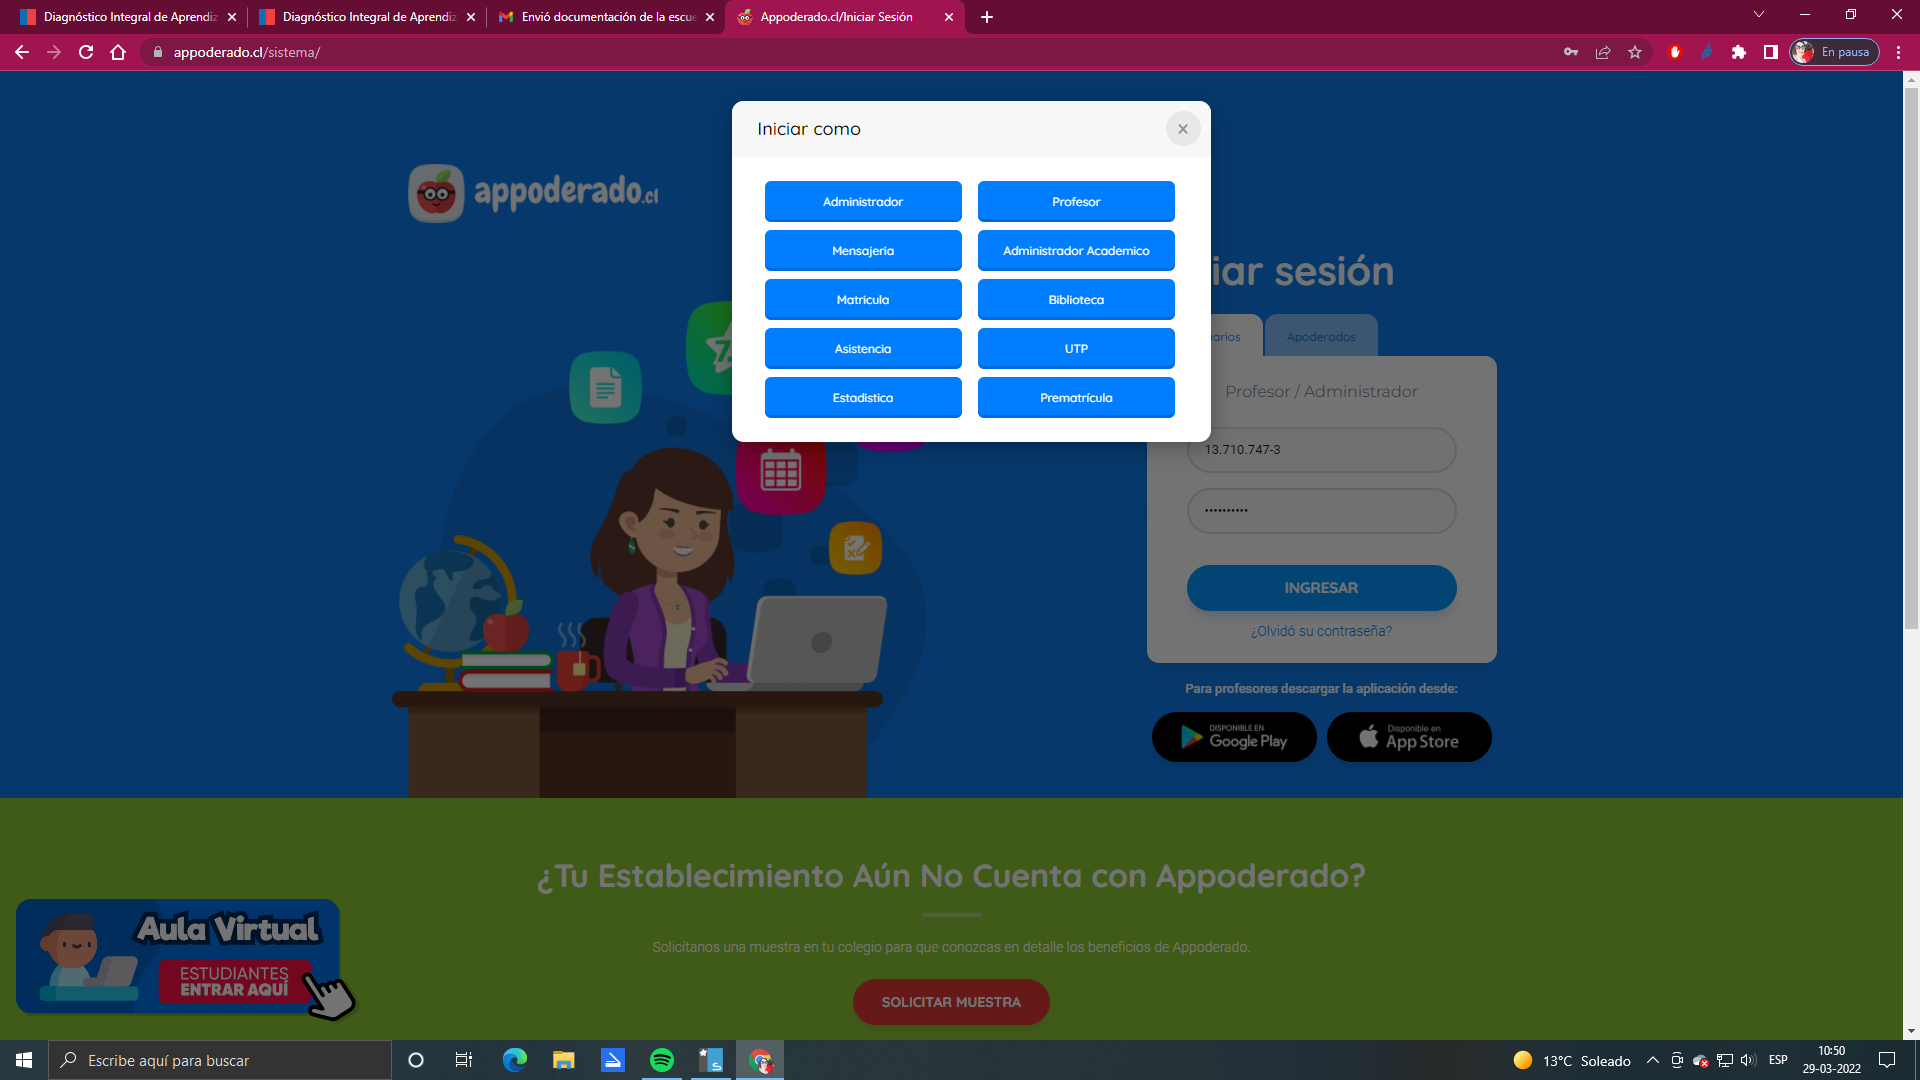 Diagnóstico Integral de Aprendiz
Diagnóstico Integral de Aprendiz
Envió documentación de la escue
Appoderado.cl/Iniciar Sesión
appoderado.cl/sistema/
En pausa
Iniciar como
appoderado.cl
Administrador
Profesor
Mensajeria
Administrador Academico
Matricula
Biblioteca
Asistencia
UTP
Estadistica
Prematrícula
iar sesión
arios
Apoderados
Profesor / Administrador
13.710.747-3
••••••••••
INGRESAR
¿Olvidó su contraseña?
Para profesores descargar la aplicación desde:
DISPONIBLE EN
Google Play
Disponible en
App Store
¿Tu Establecimiento Aún No Cuenta con Appoderado?
Solicítanos una muestra en tu colegio para que conozcas en detalle los beneficios de Appoderado.
SOLICITAR MUESTRA
Aula Virtual
ESTUDIANTES
ENTRAR AQUÍ
Escribe aquí para buscar
13°C Soleado
ESP
10:50
29-03-2022